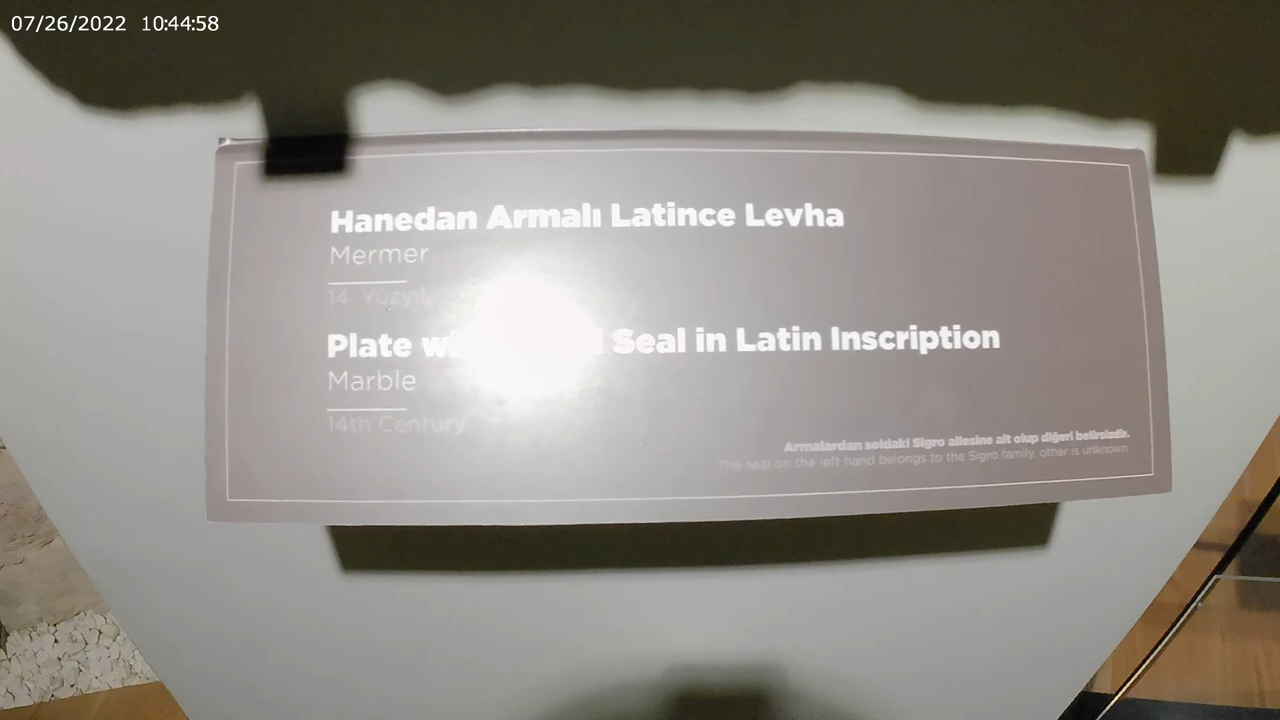 07/26/2022 10:44:58
Hanedan Armalı Latince Levha
Mermer
14. Yüzyıl
Plate Seal in Latin Inscription
Marble
14th Century
Armalardan soldaki Sigro ailesine ait olup diğeri belirsizdir.
The seal on the left hand belongs to the Sigro family, other is unknown.